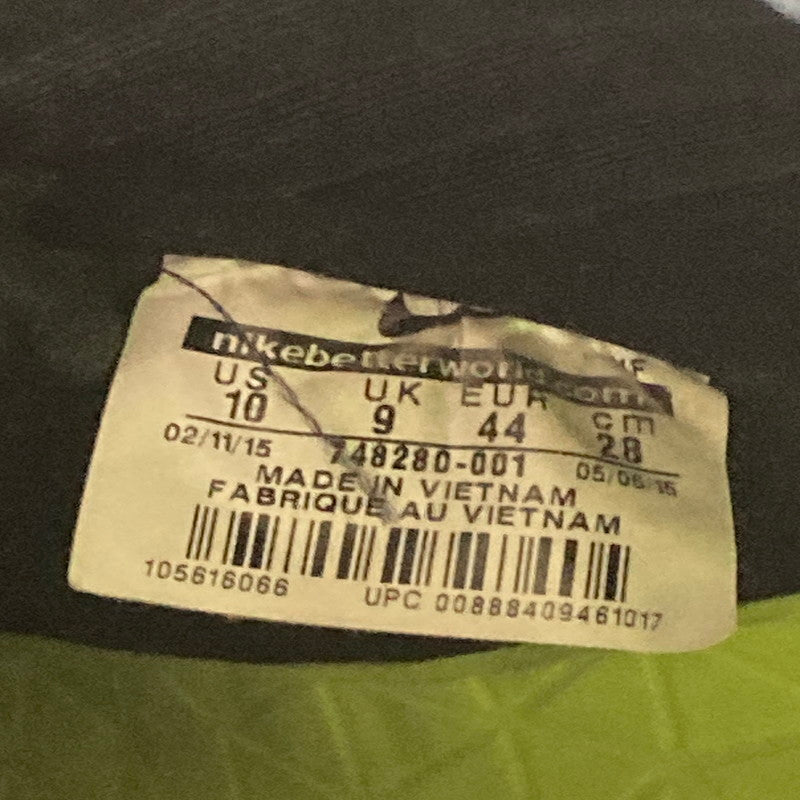 nikebetterworld.com
US UK EUR cm
10 9 44 28
02/11/15 748280-001 05/06/15
MADE IN VIETNAM
FABRIQUE AU VIETNAM
105616066 UPC 00888409461017